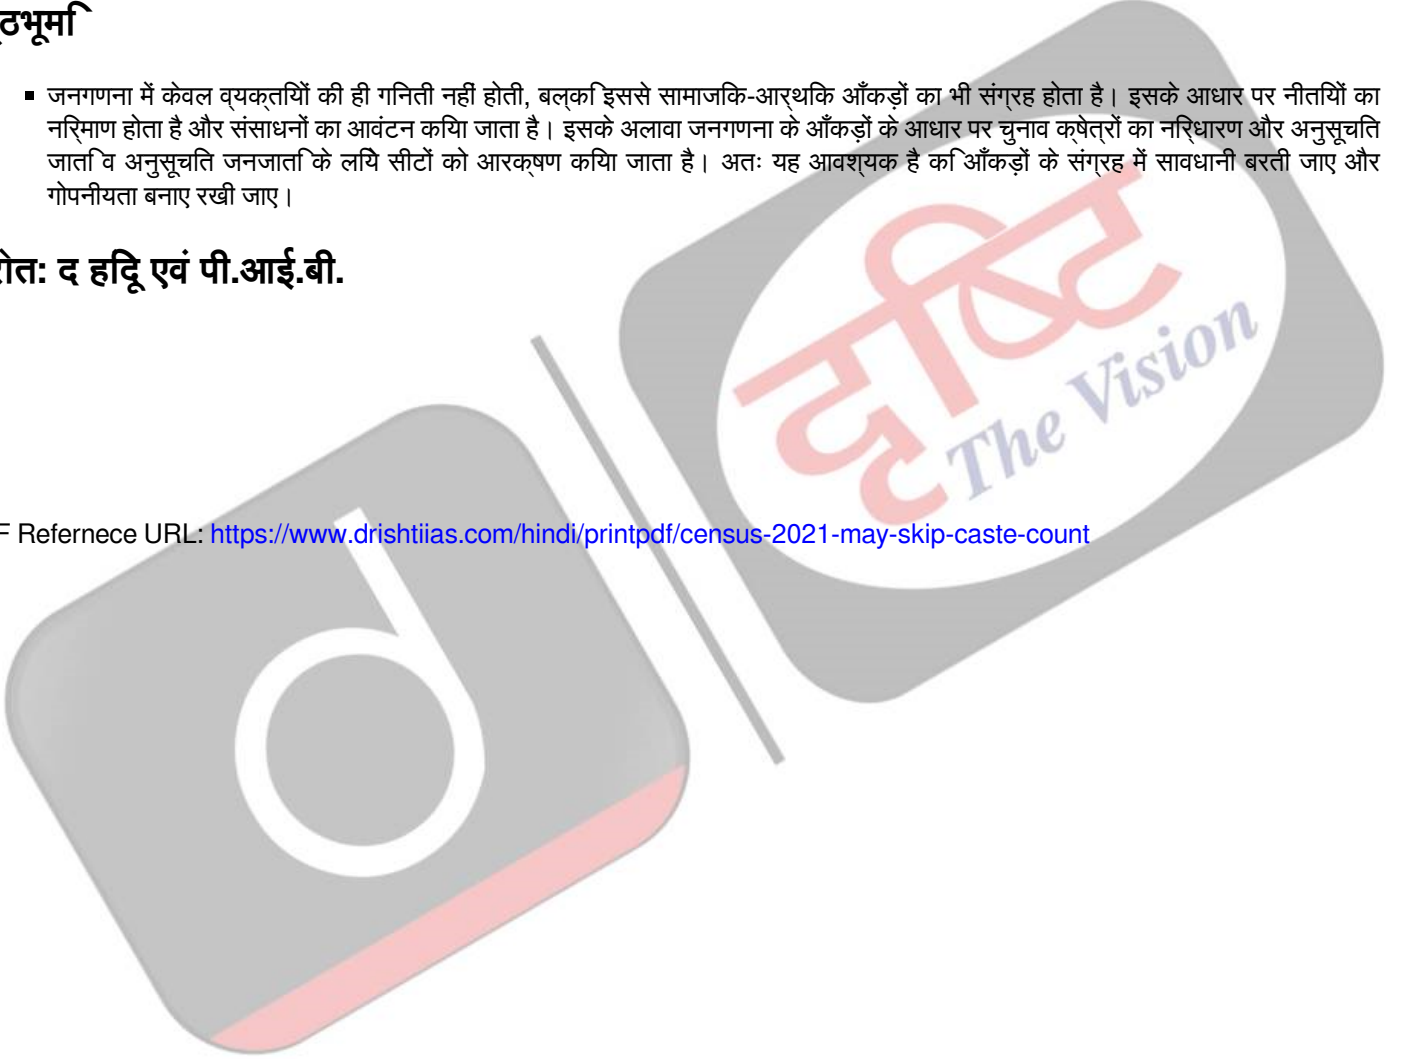 ठभूमि
जनगणना में केवल व्यक्तियों की ही गिनती नहीं होती, बल्कि इससे सामाजिक-आर्थिक आँकड़ों का भी संग्रह होता है। इसके आधार पर नीतियों का
निर्माण होता है और संसाधनों का आवंटन किया जाता है। इसके अलावा जनगणना के आँकड़ों के आधार पर चुनाव क्षेत्रों का निर्धारण और अनुसूचित
जाति व अनुसूचित जनजाति के लिये सीटों को आरक्षण किया जाता है। अतः यह आवश्यक है कि आँकड़ों के संग्रह में सावधानी बरती जाए और
गोपनीयता बनाए रखी जाए।
रोत: द हिंदू एवं पी.आई.बी.
दृष्टि
The Vision
F Refernece URL: https://www.drishtiias.com/hindi/printpdf/census-2021-may-skip-caste-count
d